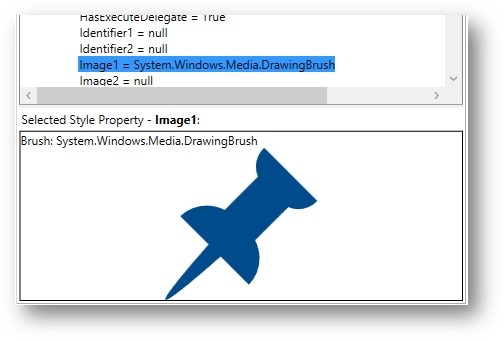 HasExecuteDelegate = True
Identifier1 = null
Identifier2 = null
Image1 = System.Windows.Media.DrawingBrush
Image2 = null
Selected Style Property - Image1:
Brush: System.Windows.Media.DrawingBrush